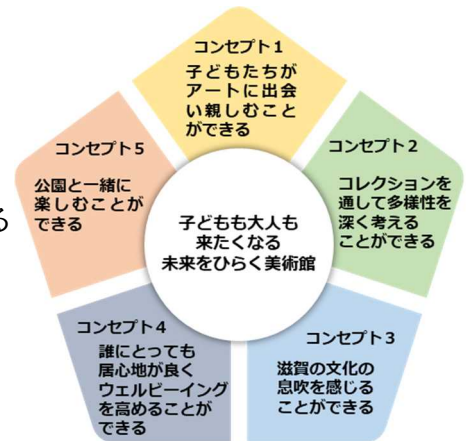 コンセプト1
子どもたちが
アートに出会
い親しむこと
ができる
コンセプト2
コレクションを
通して多様性を
深く考える
ことができる
コンセプト3
滋賀の文化の
息吹を感じる
ことができる
コンセプト4
誰にとっても
居心地が良く
ウェルビーイング
を高めることが
できる
コンセプト5
公園と一緒に
楽しむことが
できる
子どもも大人も
来たくなる
未来をひらく美術館
る